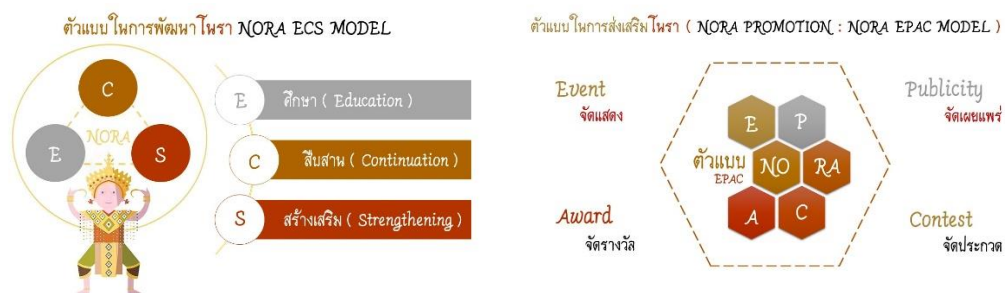 ตัวแบบในการพัฒนาโนรา NORA ECS MODEL
C
NORA
E
S
E ศึกษา ( Education )
C สืบสาน ( Continuation )
S สร้างเสริม ( Strengthening )
ตัวแบบในการส่งเสริมโนรา ( NORA PROMOTION : NORA EPAC MODEL )
Event
จัดแสดง
Publicity
จัดเผยแพร่
E P
ตัวแบบ
EPAC
NO RA
A C
Award
จัดรางวัล
Contest
จัดประกวด